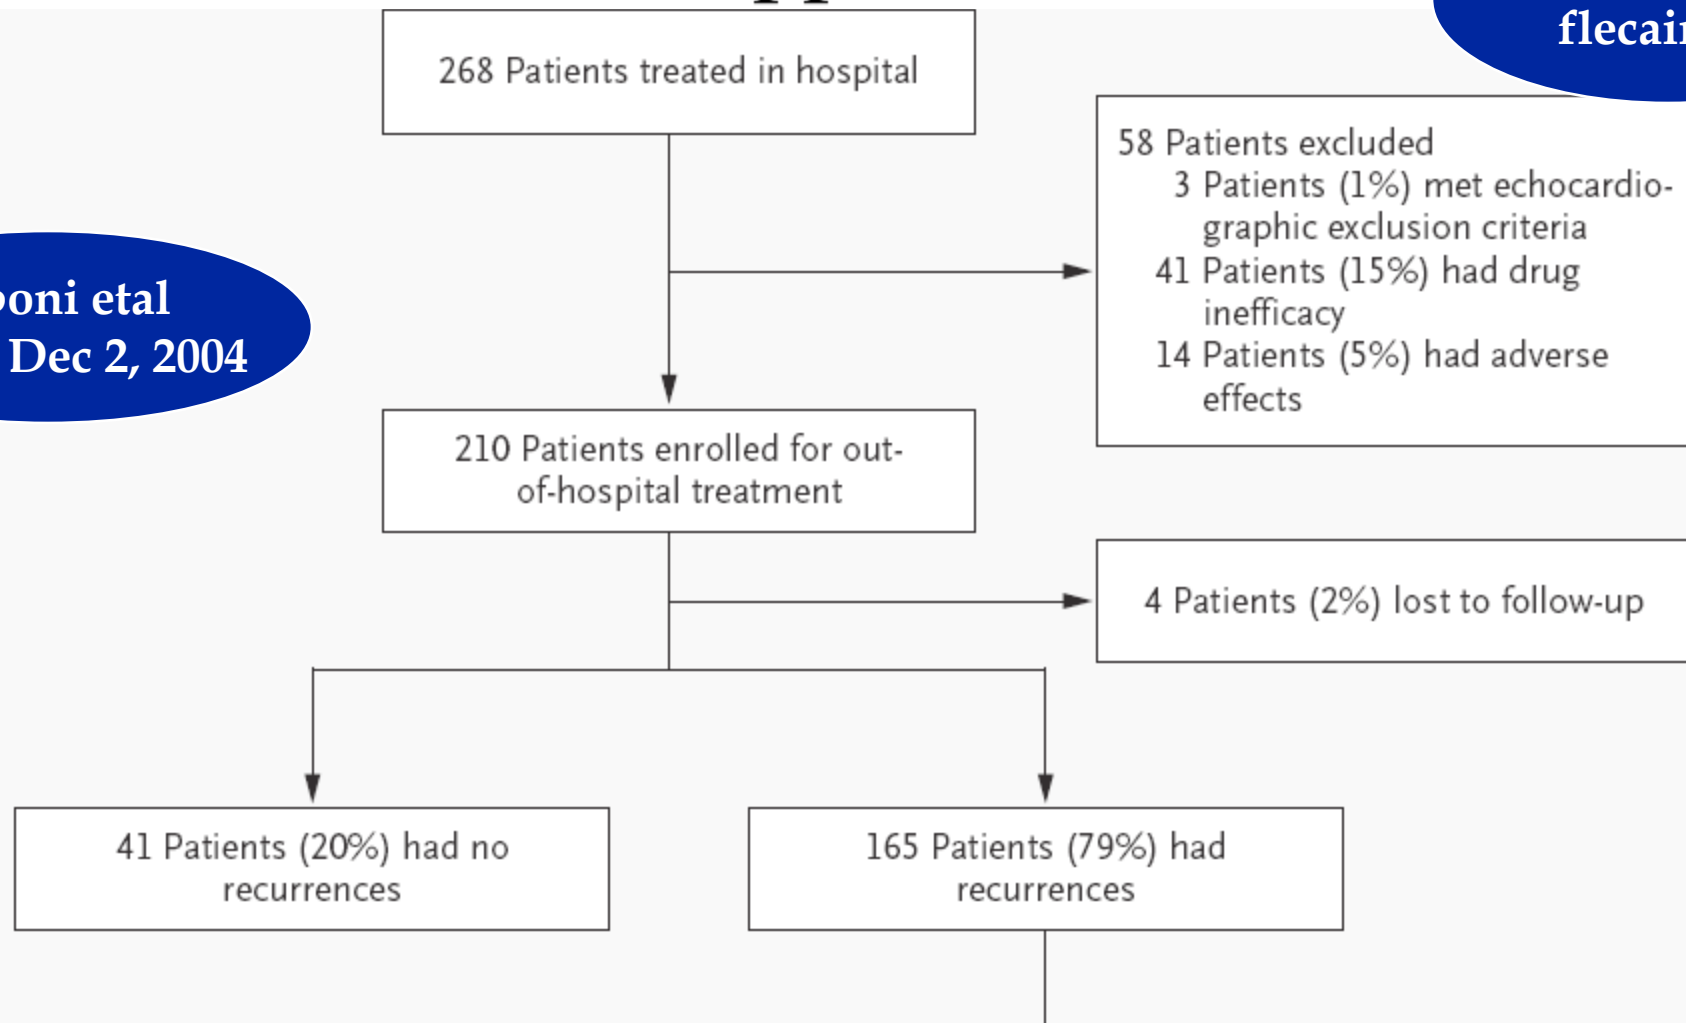 268 Patients treated in hospital
58 Patients excluded
3 Patients (1%) met echocardio-
graphic exclusion criteria
41 Patients (15%) had drug
inefficacy
14 Patients (5%) had adverse
effects
etal
Dec 2, 2004
210 Patients enrolled for out-
of-hospital treatment
4 Patients (2%) lost to follow-up
41 Patients (20%) had no
recurrences
165 Patients (79%) had
recurrences